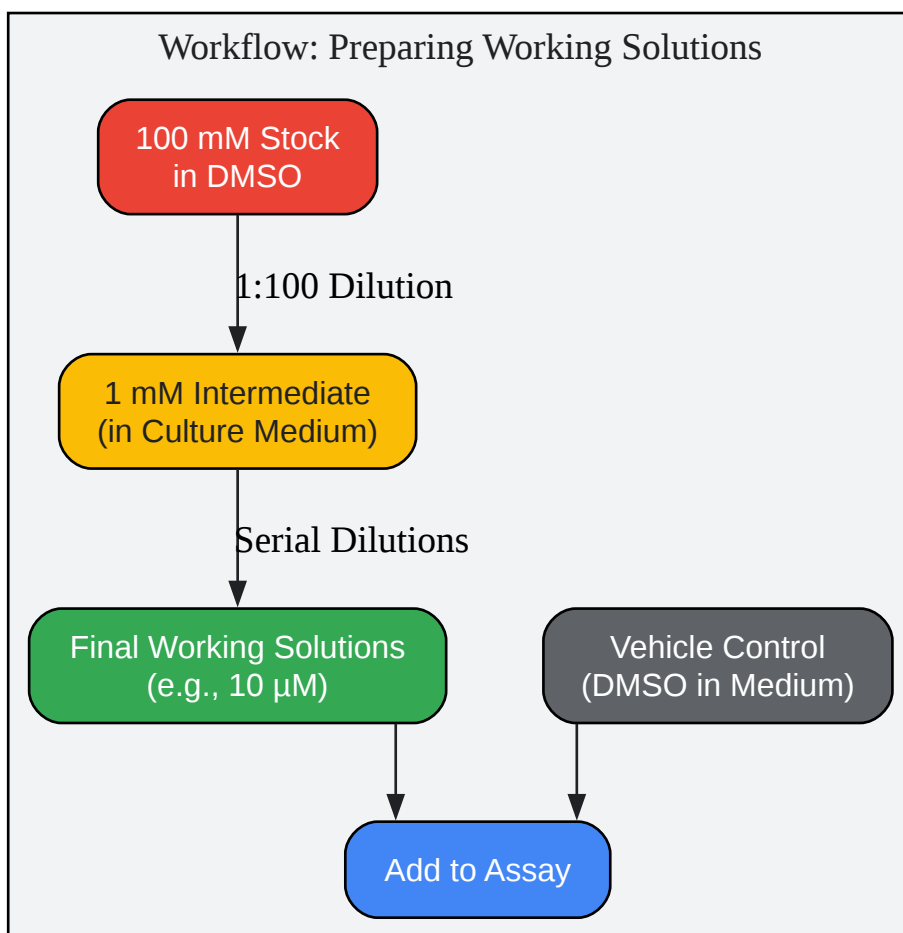 Workflow: Preparing Working Solutions
100 mM Stock
in DMSO
1:100 Dilution
1 mM Intermediate
(in Culture Medium)
Serial Dilutions
Final Working Solutions
(e.g., 10 µM)
Vehicle Control
(DMSO in Medium)
Add to Assay